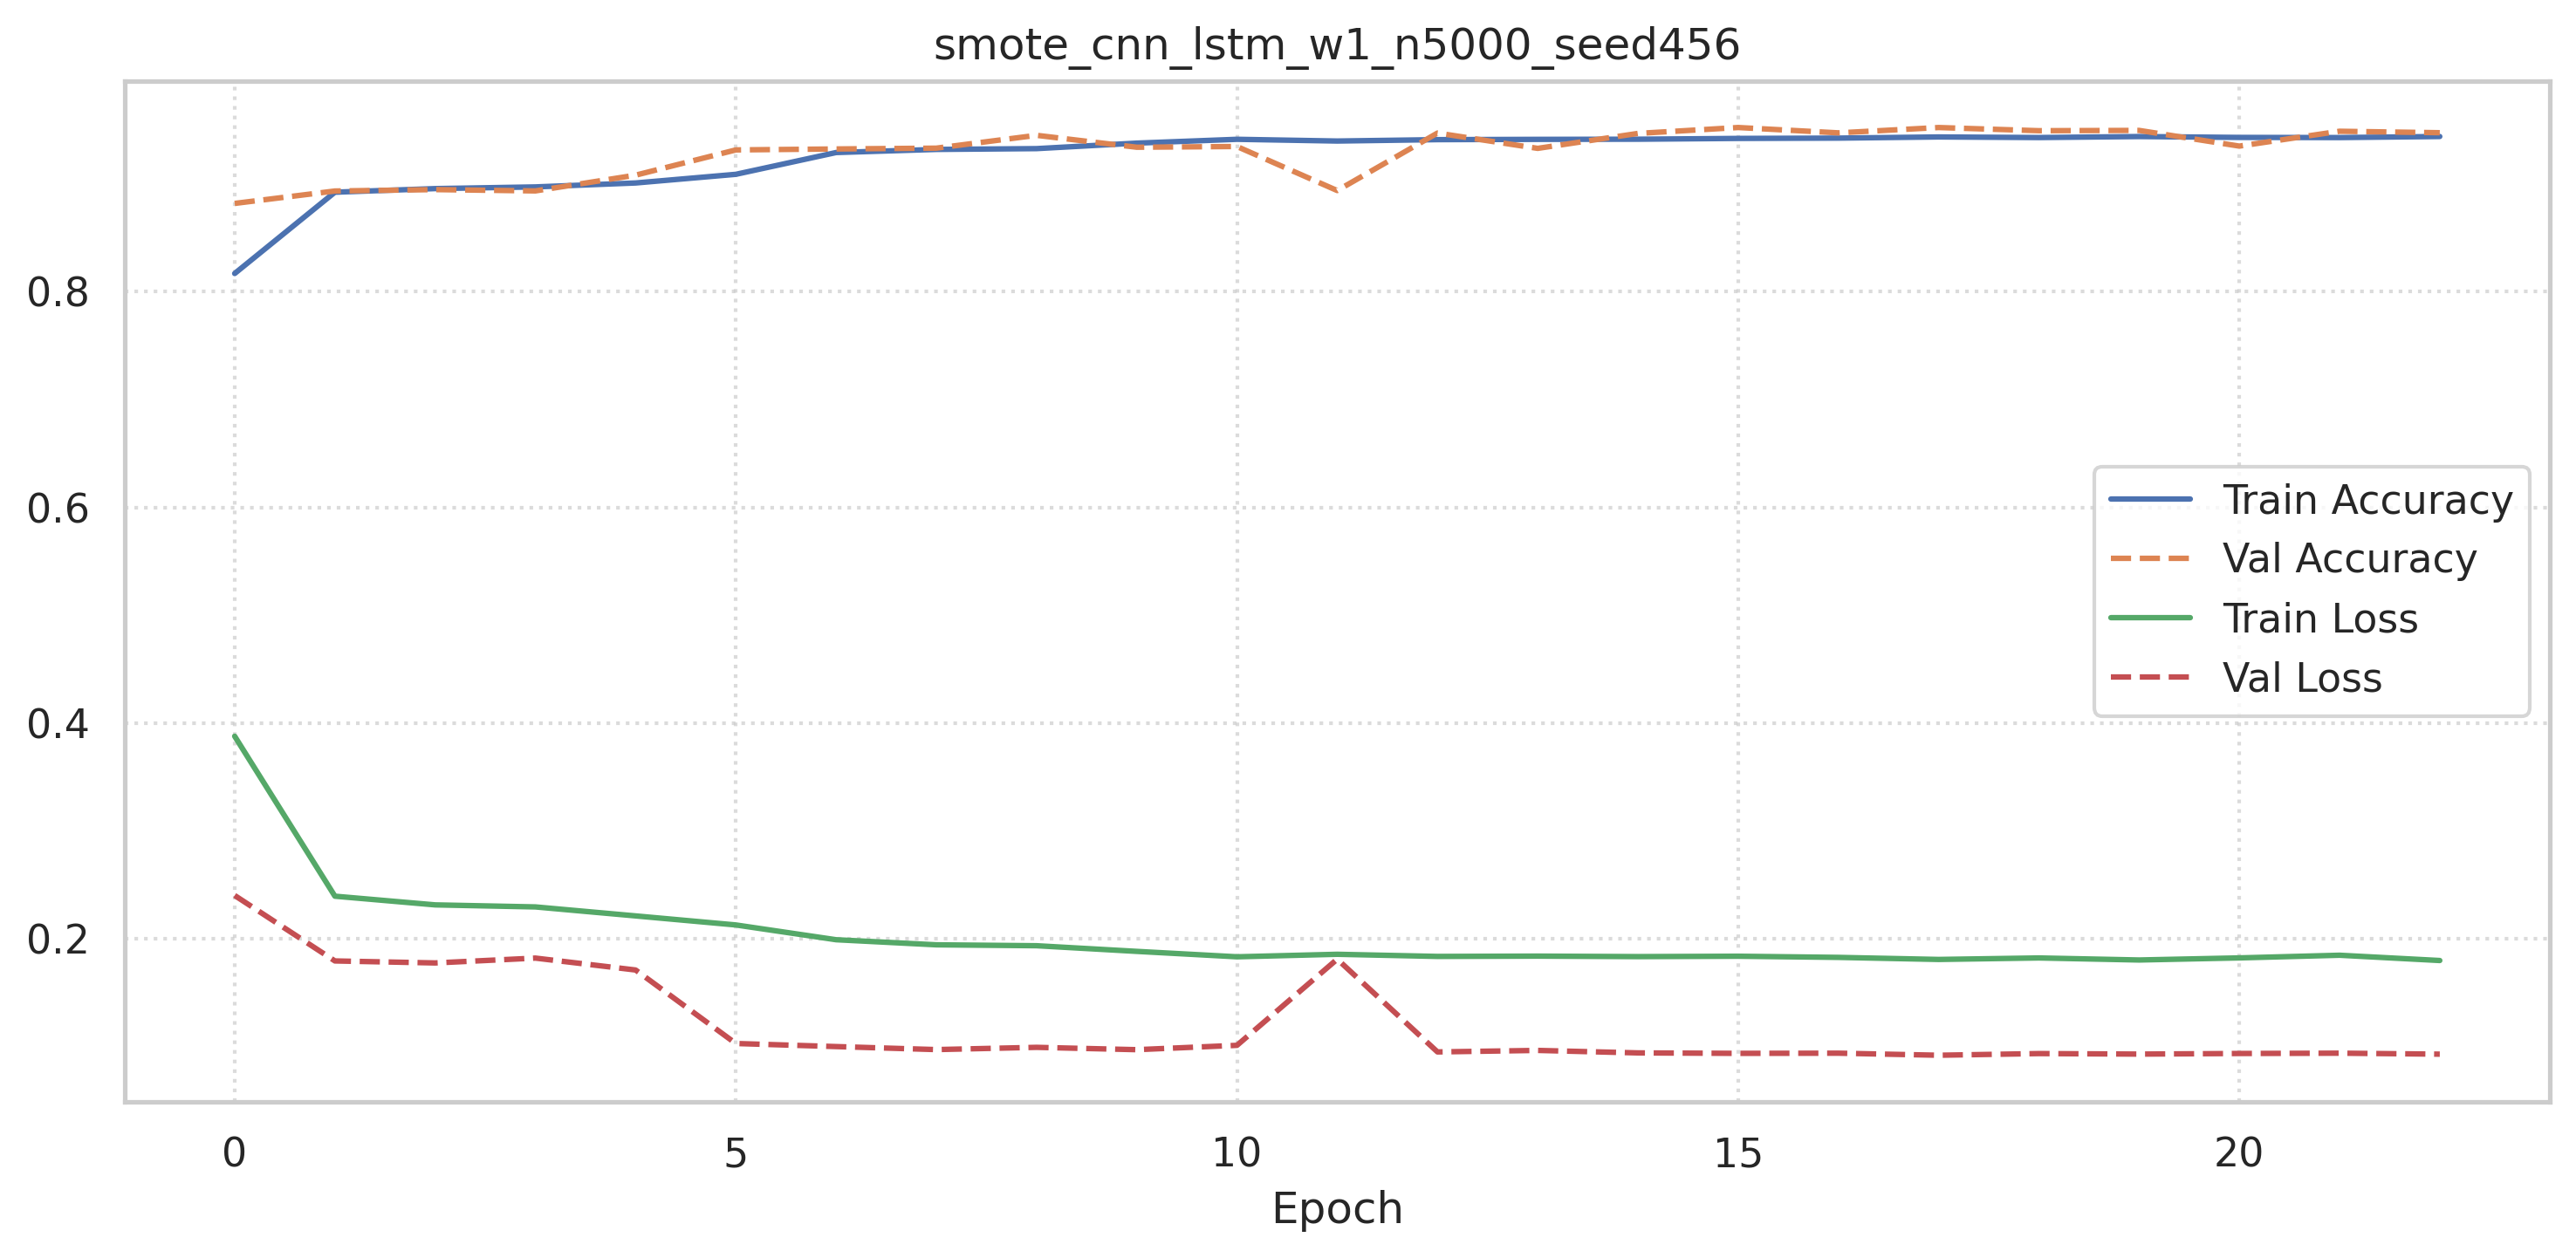 smote_cnn_lstm_w1_n5000_seed456
0.8
0.6
0.4
0.2
Train Accuracy
Val Accuracy
Train Loss
Val Loss
0 5 10 15 20
Epoch